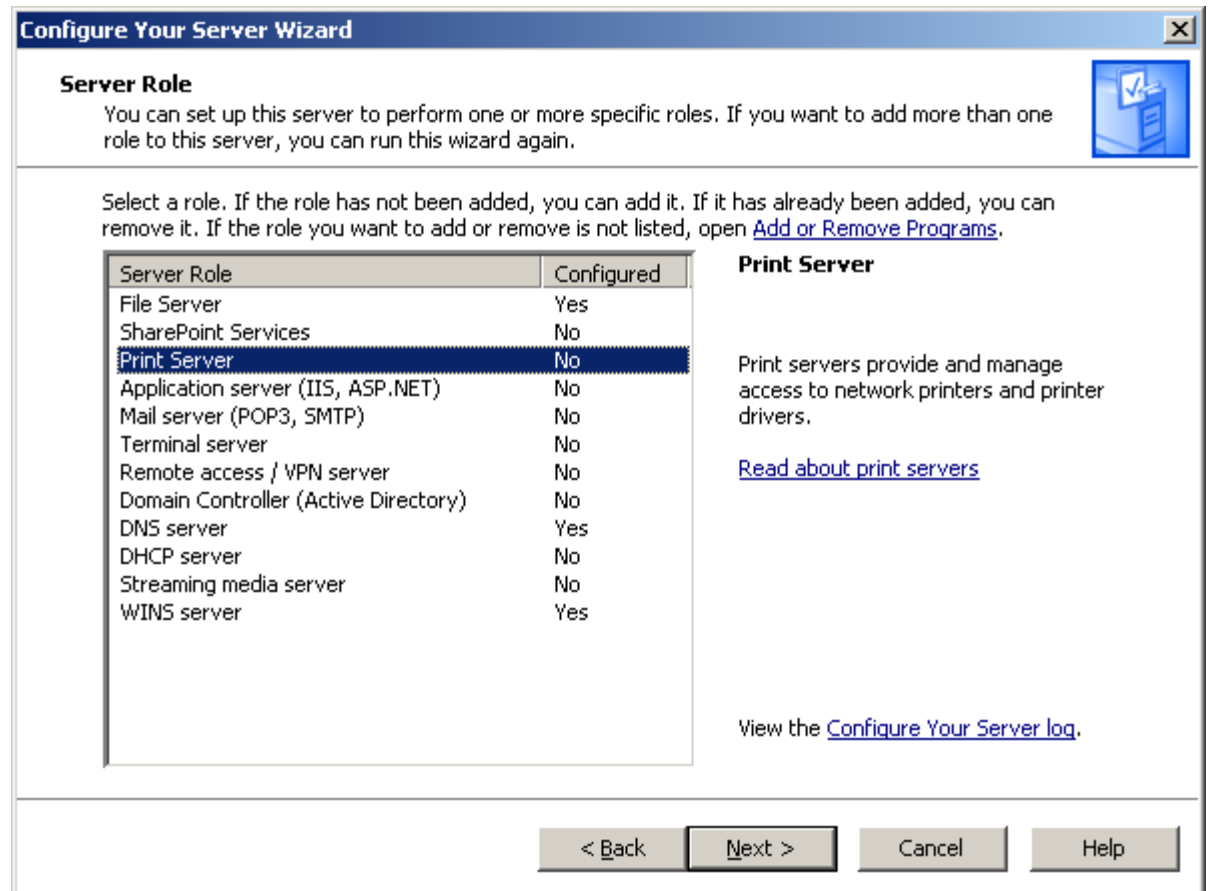 Configure Your Server Wizard
Server Role
You can set up this server to perform one or more specific roles. If you want to add more than one
role to this server, you can run this wizard again.
Select a role. If the role has not been added, you can add it. If it has already been added, you can
remove it. If the role you want to add or remove is not listed, open Add or Remove Programs.
Server Role Configured
File Server Yes
SharePoint Services No
Print Server No
Application server (IIS, ASP.NET) No
Mail server (POP3, SMTP) No
Terminal server No
Remote access / VPN server No
Domain Controller (Active Directory) No
DNS server Yes
DHCP server No
Streaming media server No
WINS server Yes
Print Server
Print servers provide and manage
access to network printers and printer
drivers.
Read about print servers
View the Configure Your Server log.
< Back Next > Cancel Help